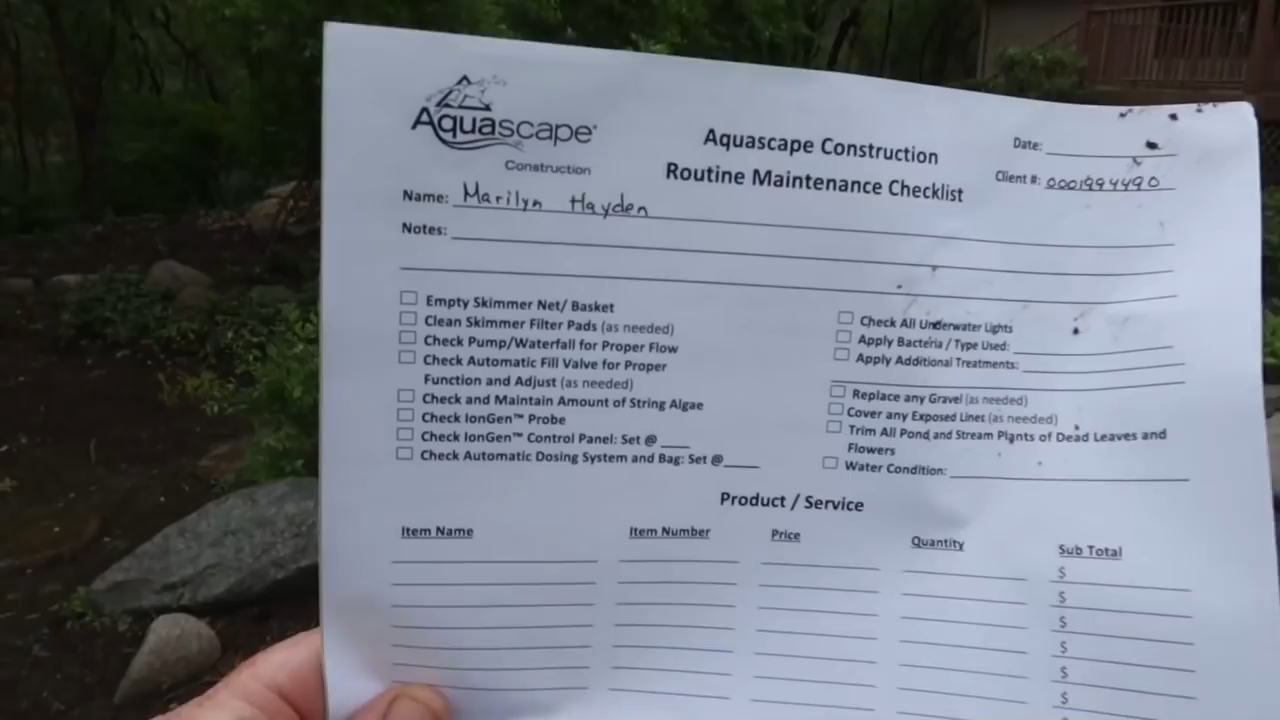 Aquascape®
Construction
Aquascape Construction
Routine Maintenance Checklist
Date:
Client #: 0001994490
Name: Marilyn Hayden
Notes:
Empty Skimmer Net/ Basket
Clean Skimmer Filter Pads (as needed)
Check Pump/Waterfall for Proper Flow
Check Automatic Fill Valve for Proper
Function and Adjust (as needed)
Check and Maintain Amount of String Algae
Check IonGen™ Probe
Check IonGen™ Control Panel: Set @ ____
Check Automatic Dosing System and Bag: Set @____
Check All Underwater Lights
Apply Bacteria / Type Used:
Apply Additional Treatments:
Replace any Gravel (as needed)
Cover any Exposed Lines (as needed)
Trim All Pond and Stream Plants of Dead Leaves and
Flowers
Water Condition:
Product / Service
Item Name Item Number Price Quantity Sub Total
$
$
$
$
$
$